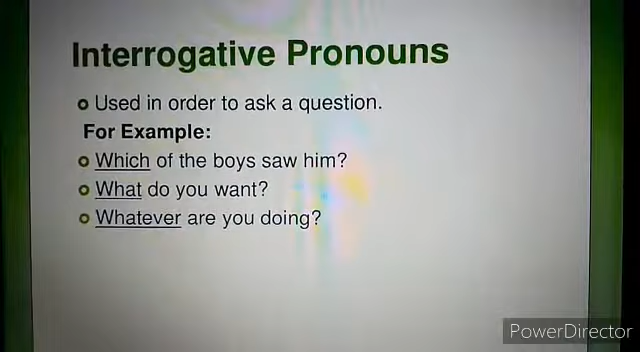 Interrogative Pronouns
Used in order to ask a question.
For Example:
Which of the boys saw him?
What do you want?
Whatever are you doing?
PowerDirector